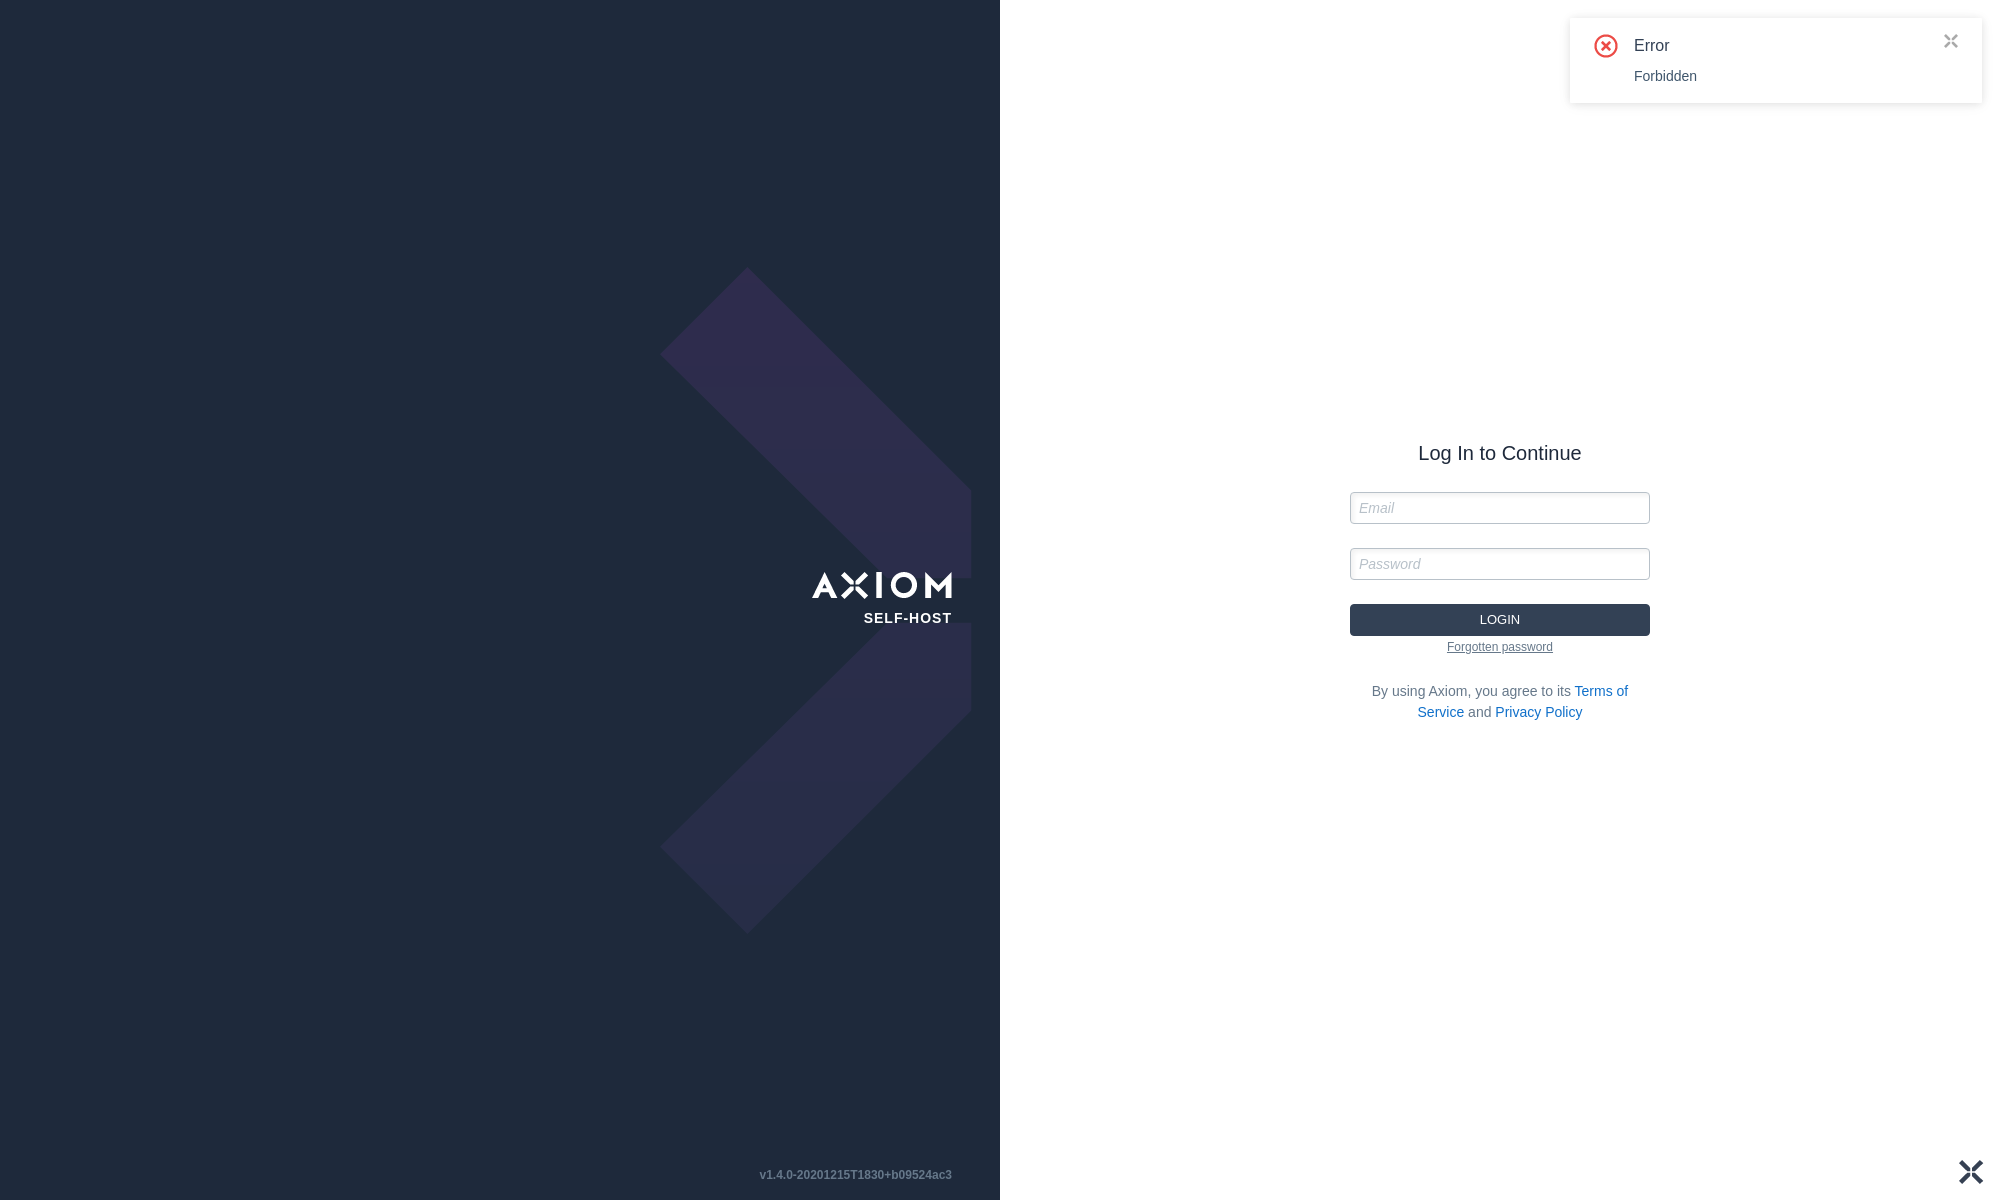 AXIOM
SELF-HOST
v1.4.0-20201215T1830+b09524ac3
Error
Forbidden
Log In to Continue
Email
Password
LOGIN
Forgotten password
By using Axiom, you agree to its Terms of
Service and Privacy Policy